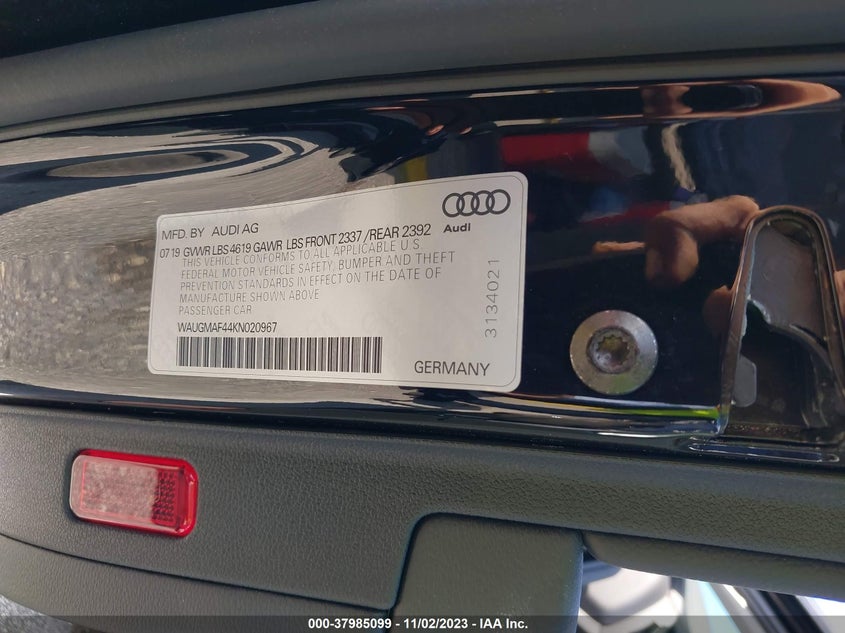 MFD. BY AUDI AG
Audi
07 19 GVWR LBS 4619 GAWR LBS FRONT 2337 / REAR 2392
THIS VEHICLE CONFORMS TO ALL APPLICABLE U.S.
FEDERAL MOTOR VEHICLE SAFETY, BUMPER AND THEFT
PREVENTION STANDARDS IN EFFECT ON THE DATE OF
MANUFACTURE SHOWN ABOVE
PASSENGER CAR
WAUGMAF44KN020967
3134021
GERMANY
000-37985099 — 11/02/2023 — IAA Inc.